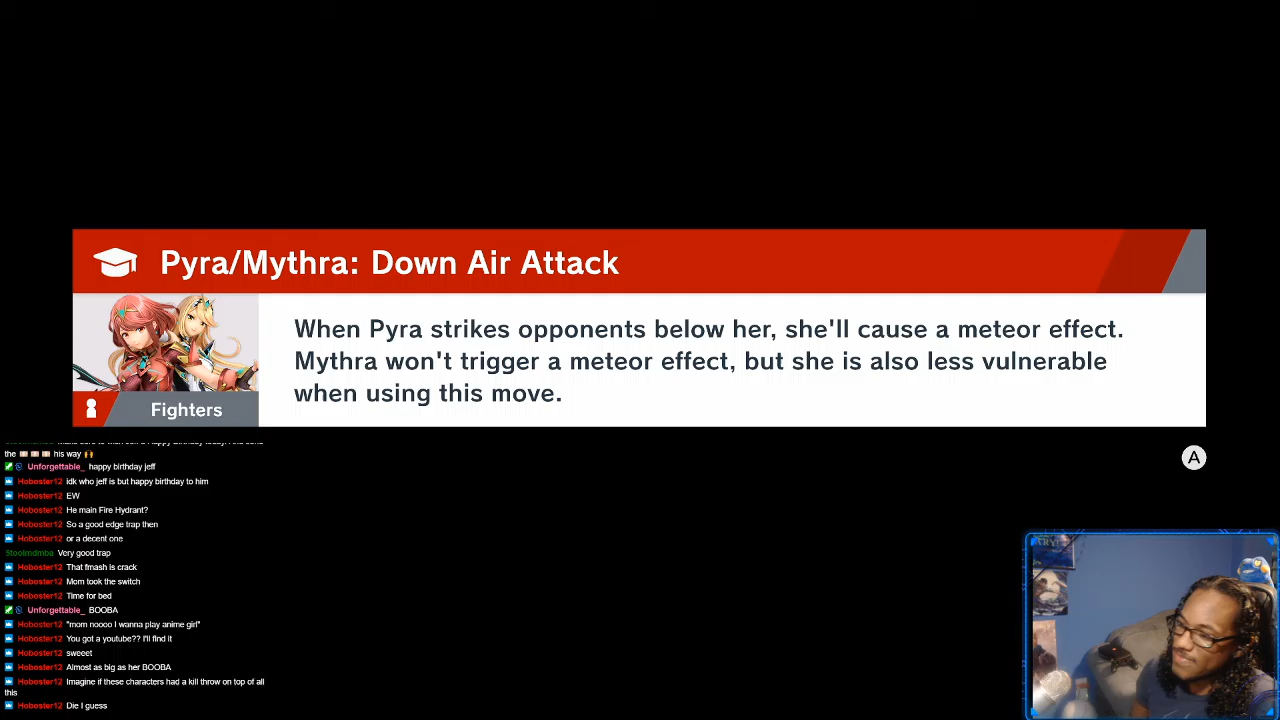 Pyra/Mythra: Down Air Attack
When Pyra strikes opponents below her, she'll cause a meteor effect.
Mythra won't trigger a meteor effect, but she is also less vulnerable
when using this move.
Fighters
A
the his way
Unforgettable_ happy birthday jeff
Hoboster12 idk who jeff is but happy birthday to him
Hoboster12 EW
Hoboster12 He main Fire Hydrant?
Hoboster12 So a good edge trap then
Hoboster12 or a decent one
Stoolmdmba Very good trap
Hoboster12 That fmash is crack
Hoboster12 Mom took the switch
Hoboster12 Time for bed
Unforgettable_ BOOBA
Hoboster12 "mom noooo I wanna play anime girl"
Hoboster12 You got a youtube?? I'll find it
Hoboster12 sweeet
Hoboster12 Almost as big as her BOOBA
Hoboster12 Imagine if these characters had a kill throw on top of all
this
Hoboster12 Die I guess